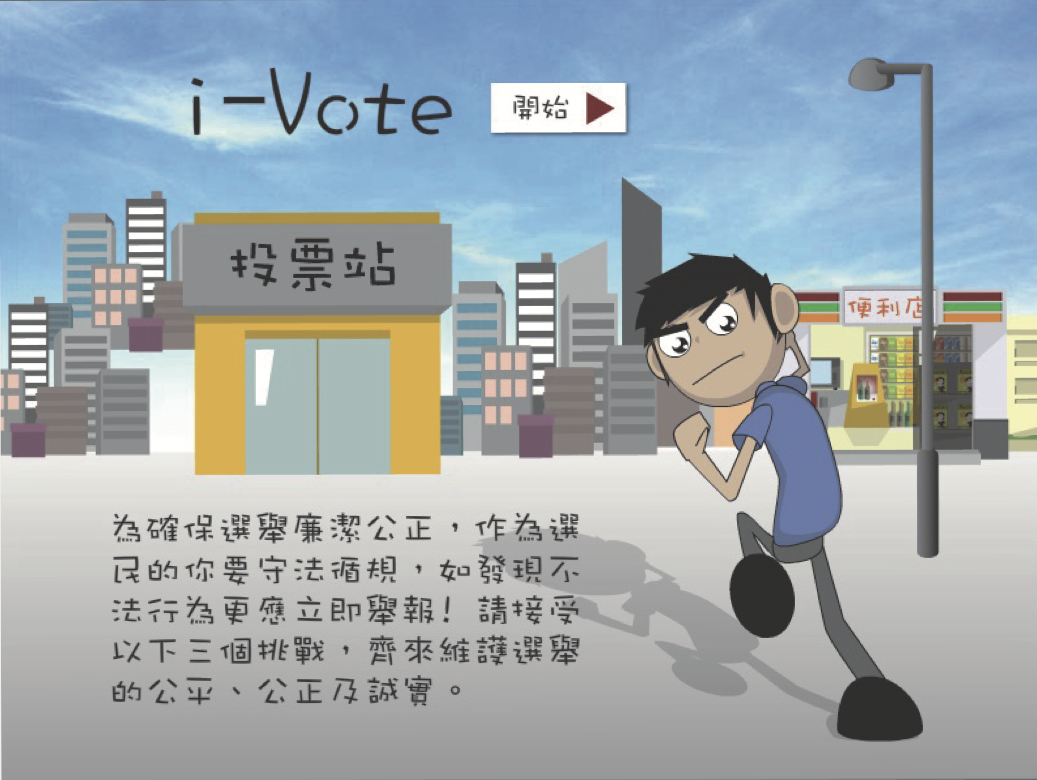 i-Vote
開始
投票站
便利店
為確保選舉廉潔公正，作為選
民的你要守法循規，如發現不
法行為更應立即舉報！請接受
以下三個挑戰，齊來維護選舉
的公平、公正及誠實。